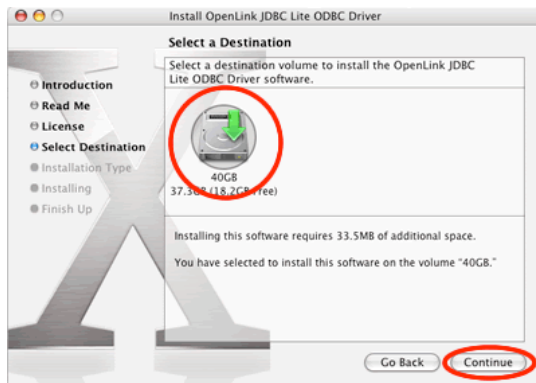 Install OpenLink JDBC Lite ODBC Driver
Select a Destination
Select a destination volume to install the OpenLink JDBC
Lite ODBC Driver software.
Introduction
Read Me
License
Select Destination
Installation Type
Installing
Finish Up
40GB
37.3GB (18.2GB Free)
Installing this software requires 33.5MB of additional space.
You have selected to install this software on the volume "40GB."
Go Back
Continue